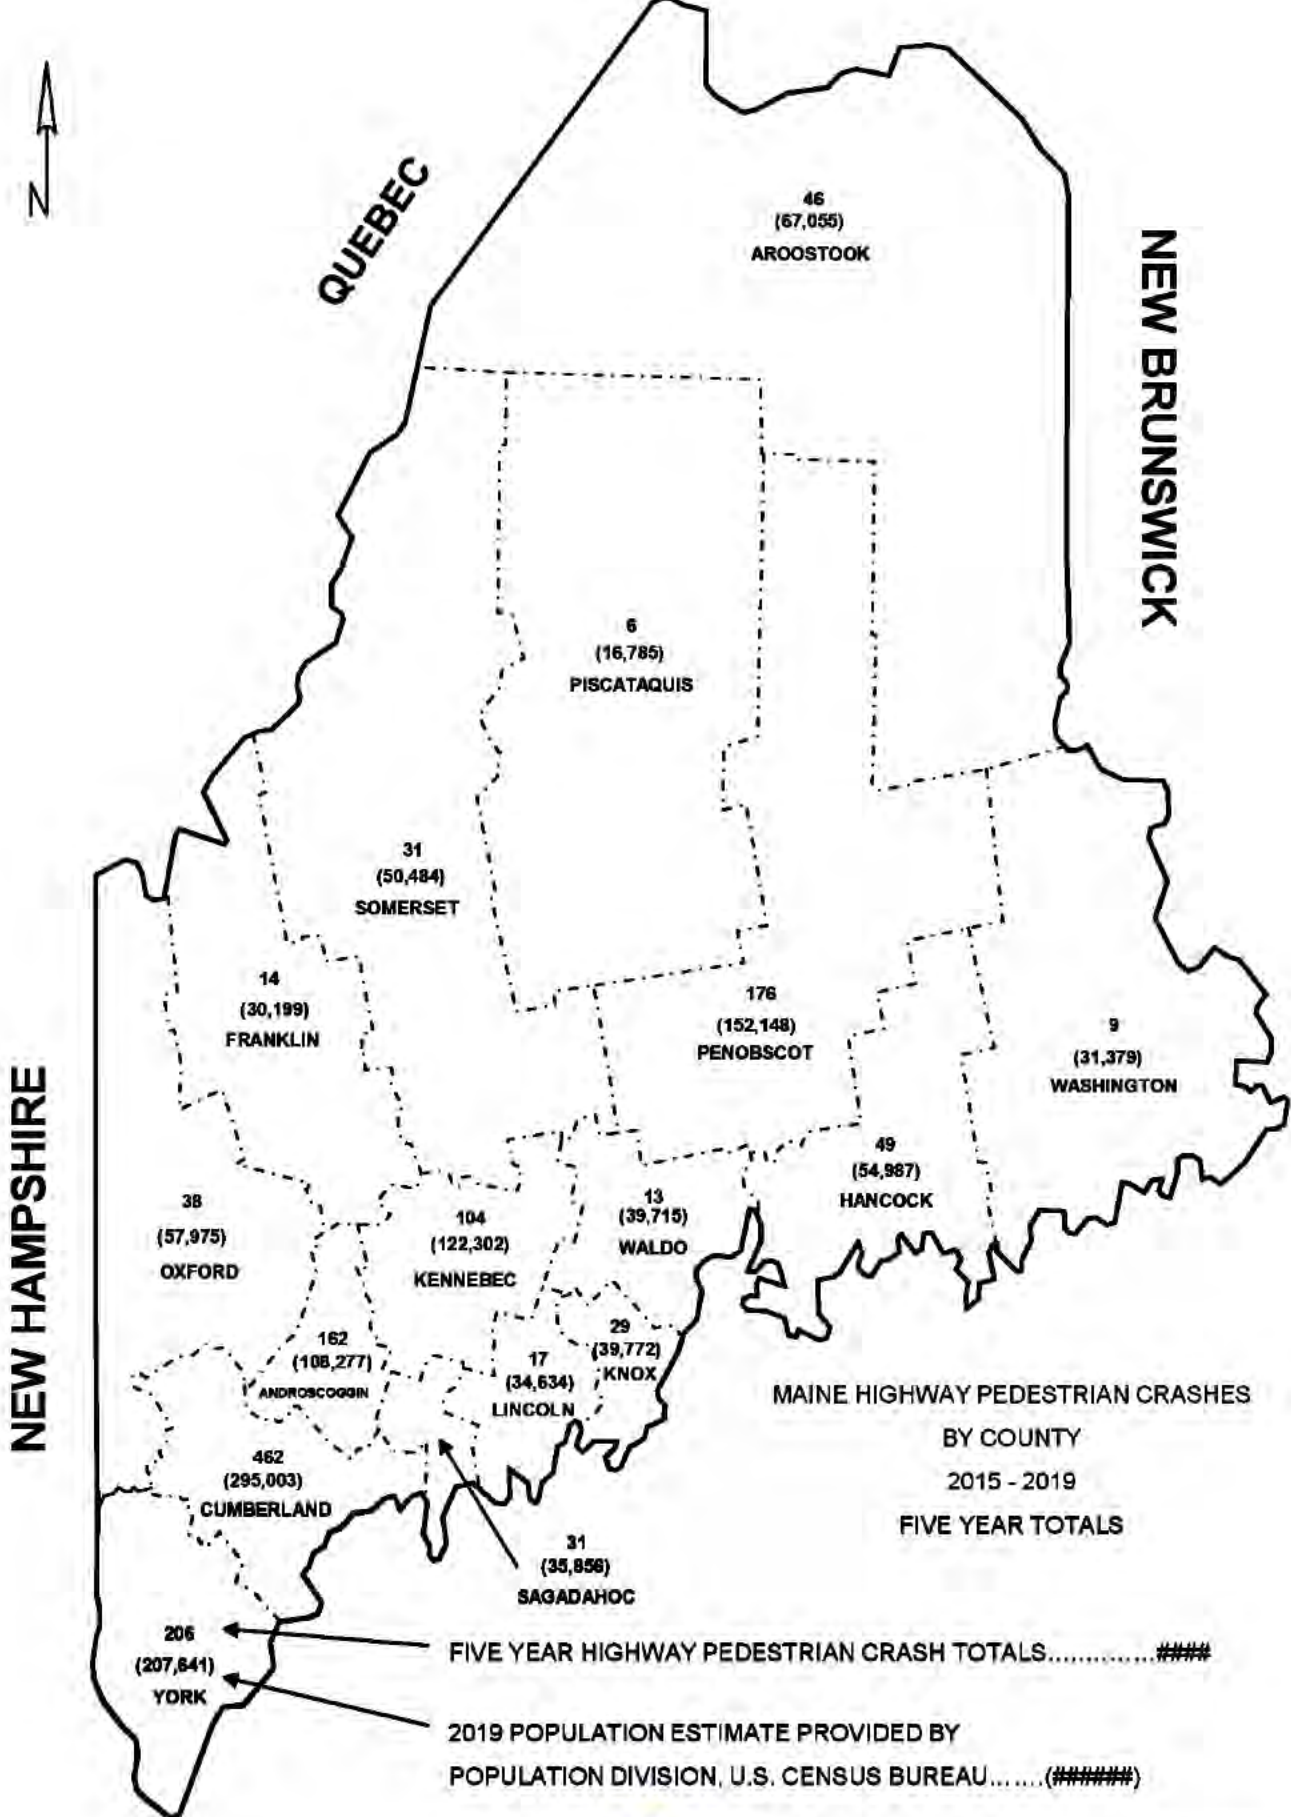 N
QUEBEC
NEW BRUNSWICK
NEW HAMPSHIRE
46
(67,055)
AROOSTOOK
6
(16,785)
PISCATAQUIS
31
(50,484)
SOMERSET
14
(30,199)
FRANKLIN
176
(152,148)
PENOBSCOT
9
(31,379)
WASHINGTON
49
(54,987)
HANCOCK
38
(57,975)
OXFORD
104
(122,302)
KENNEBEC
13
(39,715)
WALDO
162
(108,277)
ANDROSCOGGIN
17
(34,634)
LINCOLN
29
(39,772)
KNOX
462
(295,003)
CUMBERLAND
31
(35,856)
SAGADAHOC
206
(207,641)
YORK
MAINE HIGHWAY PEDESTRIAN CRASHES
BY COUNTY
2015 - 2019
FIVE YEAR TOTALS
FIVE YEAR HIGHWAY PEDESTRIAN CRASH TOTALS..............####
2019 POPULATION ESTIMATE PROVIDED BY
POPULATION DIVISION, U.S. CENSUS BUREAU.......(######)